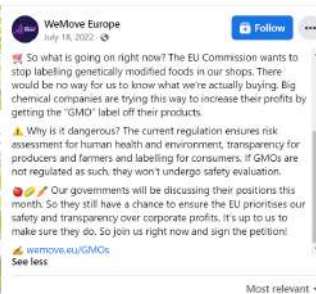 WeMove Europe
July 18, 2022
Follow
🛒 So what is going on right now? The EU Commission wants to
stop labelling genetically modified foods in our shops. There
would be no way for us to know what we're actually buying. Big
chemical companies are trying this way to increase their profits by
getting the "GMO" label off their products.
⚠️ Why is it dangerous? The current regulation ensures risk
assessment for human health and environment, transparency for
producers and farmers and labelling for consumers. If GMOs are
not regulated as such, they won't undergo safety evaluation.
🍎🥔🥕 Our governments will be discussing their positions this
month. So they still have a chance to ensure the EU prioritises our
safety and transparency over corporate profits. It's up to us to
make sure they do. So join us right now and sign the petition!
✍️ wemove.eu/GMOs
See less
Most relevant